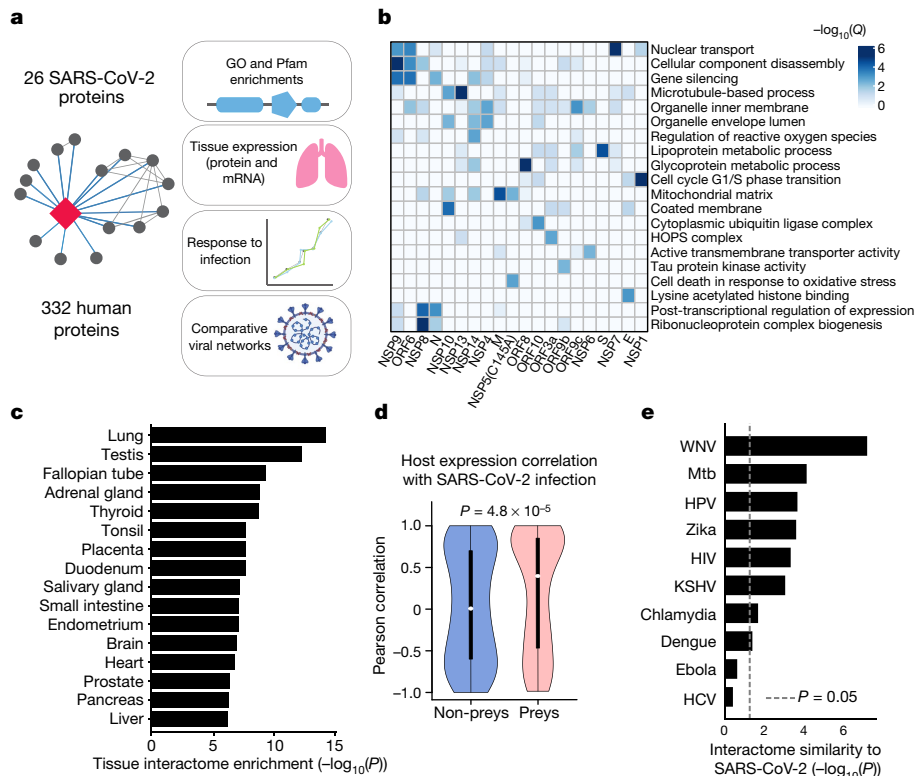 a
26 SARS-CoV-2
proteins
332 human
proteins
GO and Pfam
enrichments
Tissue expression
(protein and
mRNA)
Response to
infection
Comparative
viral networks
b
–log10(Q)
6
4
2
0
Nuclear transport
Cellular component disassembly
Gene silencing
Microtubule-based process
Organelle inner membrane
Organelle envelope lumen
Regulation of reactive oxygen species
Lipoprotein metabolic process
Glycoprotein metabolic process
Cell cycle G1/S phase transition
Mitochondrial matrix
Coated membrane
Cytoplasmic ubiquitin ligase complex
HOPS complex
Active transmembrane transporter activity
Tau protein kinase activity
Cell death in response to oxidative stress
Lysine acetylated histone binding
Post-transcriptional regulation of expression
Ribonucleoprotein complex biogenesis
NSP9
ORF6
NSP8
N
NSP10
NSP13
NSP14
NSP4
M
NSP5(C145A)
ORF8
ORF10
ORF3a
ORF9b
ORF9c
NSP6
S
NSP7
E
NSP1
c
Lung
Testis
Fallopian tube
Adrenal gland
Thyroid
Tonsil
Placenta
Duodenum
Salivary gland
Small intestine
Endometrium
Brain
Heart
Prostate
Pancreas
Liver
0 5 10 15
Tissue interactome enrichment (–log10(P))
d
Host expression correlation
with SARS-CoV-2 infection
P = 4.8 × 10–5
Pearson correlation
1.0
0.5
0
–0.5
–1.0
Non-preys Preys
e
WNV
Mtb
HPV
Zika
HIV
KSHV
Chlamydia
Dengue
Ebola
HCV
P = 0.05
0 2 4 6
Interactome similarity to
SARS-CoV-2 (–log10(P))